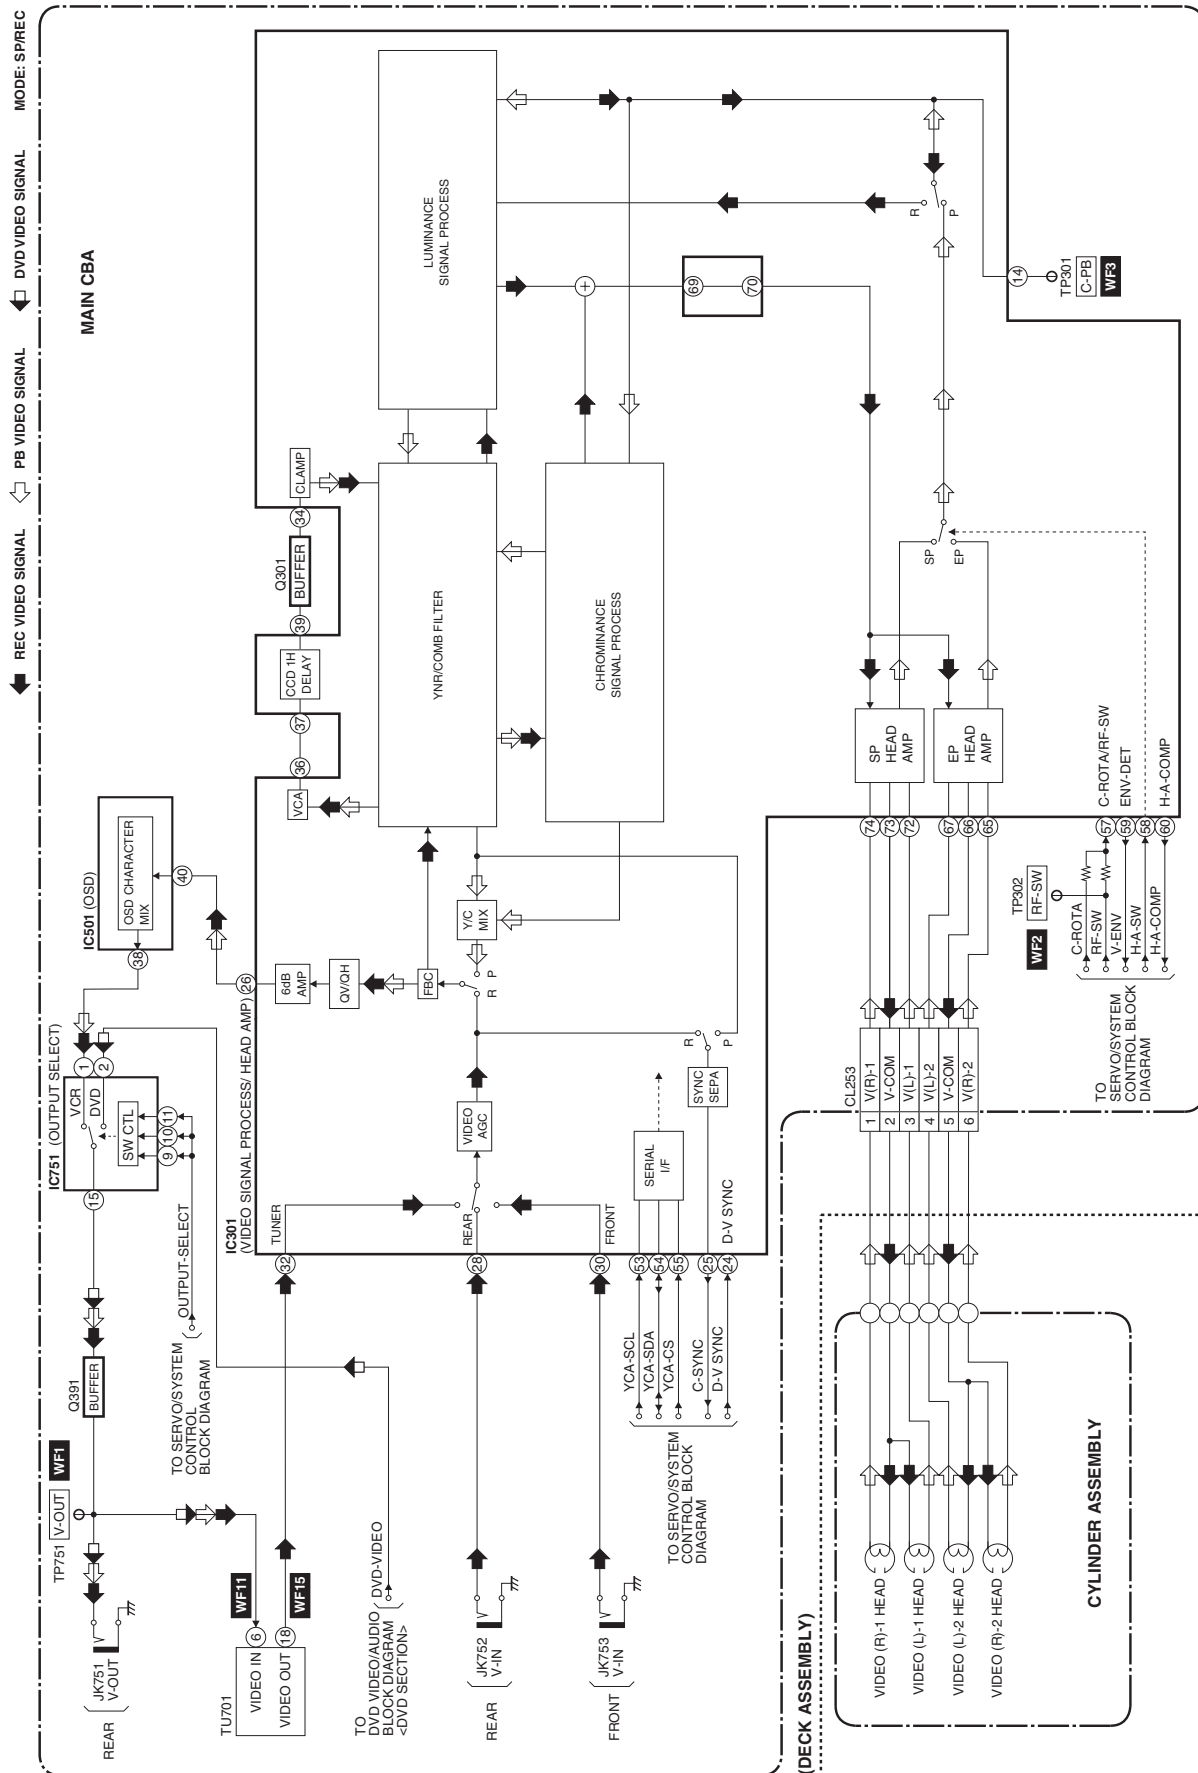 REC VIDEO SIGNAL
PB VIDEO SIGNAL
DVD VIDEO SIGNAL
MODE: SP/REC
MAIN CBA
REAR
JK751
V-OUT
TP751
V-OUT
WF1
Q391
BUFFER
TO SERVO/SYSTEM
CONTROL
BLOCK DIAGRAM
OUTPUT-SELECT
IC751 (OUTPUT SELECT)
15
VCR
DVD
SW CTL
1
2
9
10
11
IC501 (OSD)
OSD CHARACTER
MIX
38
40
TU701
VIDEO IN
VIDEO OUT
6
18
WF11
WF15
TO
DVD VIDEO/AUDIO
BLOCK DIAGRAM
<DVD SECTION>
DVD-VIDEO
REAR
JK752
V-IN
FRONT
JK753
V-IN
IC301
(VIDEO SIGNAL PROCESS/ HEAD AMP)
26
32
TUNER
28
REAR
30
FRONT
VIDEO
AGC
6dB
AMP
QV/QH
FBC
R
P
Y/C
MIX
VCA
36
37
CCD 1H
DELAY
39
Q301
BUFFER
34
CLAMP
YNR/COMB FILTER
LUMINANCE
SIGNAL PROCESS
CHROMINANCE
SIGNAL PROCESS
69
70
R
P
14
TP301
C-PB
WF3
SERIAL
I/F
SYNC
SEPA
R
P
D-V SYNC
53
54
55
25
24
YCA-SCL
YCA-SDA
YCA-CS
C-SYNC
D-V SYNC
TO SERVO/SYSTEM
CONTROL BLOCK
DIAGRAM
SP
EP
SP
HEAD
AMP
EP
HEAD
AMP
74
73
72
67
66
65
C-ROTA/RF-SW
ENV-DET
H-A-COMP
57
59
58
60
TP302
RF-SW
WF2
C-ROTA
RF-SW
V-ENV
H-A-SW
H-A-COMP
TO
SERVO/SYSTEM
CONTROL BLOCK
DIAGRAM
CL253
1 V(R)-1
2 V-COM
3 V(L)-1
4 V(L)-2
5 V-COM
6 V(R)-2
(DECK ASSEMBLY)
CYLINDER ASSEMBLY
VIDEO (R)-1 HEAD
VIDEO (L)-1 HEAD
VIDEO (L)-2 HEAD
VIDEO (R)-2 HEAD